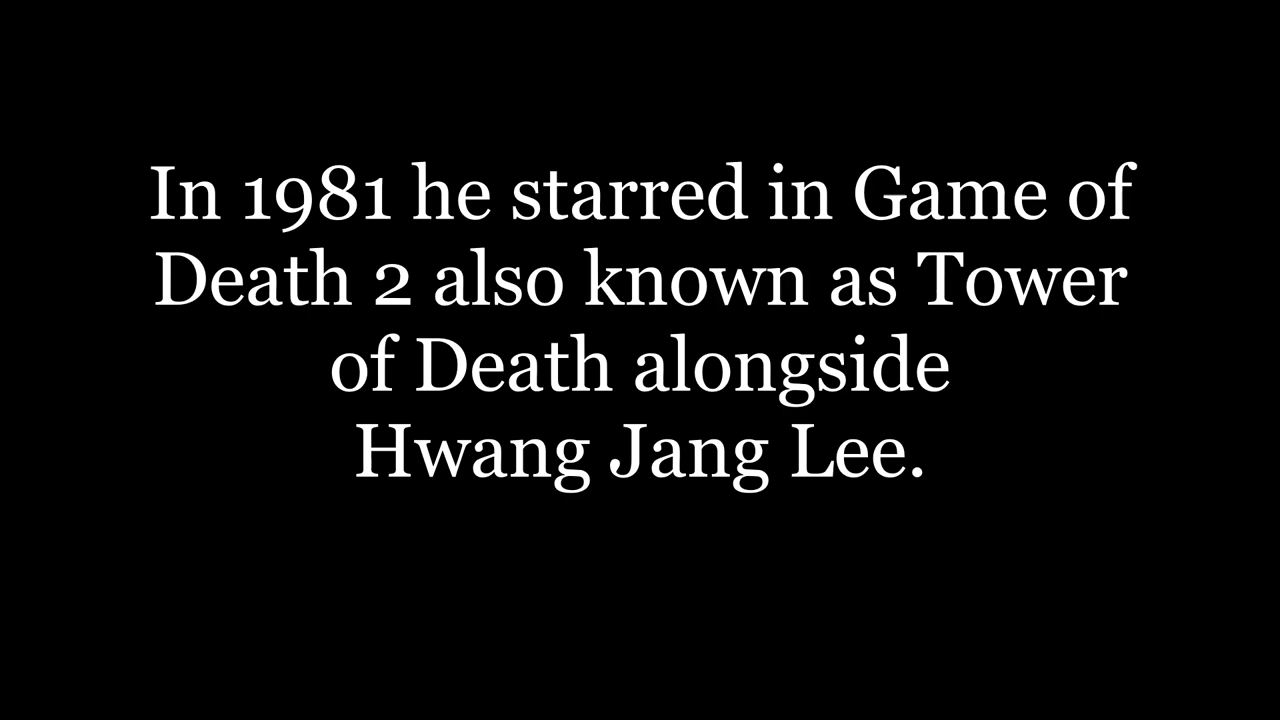 In 1981 he starred in Game of
Death 2 also known as Tower
of Death alongside
Hwang Jang Lee.